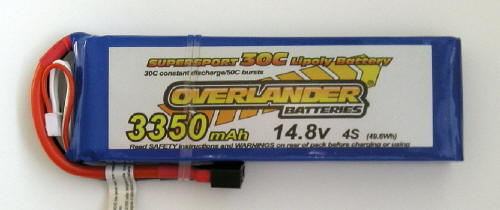 SUPERSPORT 30C Lipoly Battery
30C constant discharge/50C bursts
OVERLANDER
BATTERIES
3350mAh 14.8v 4S (49.6Wh)
Read SAFETY instructions and WARNINGS on rear of pack before charging or using